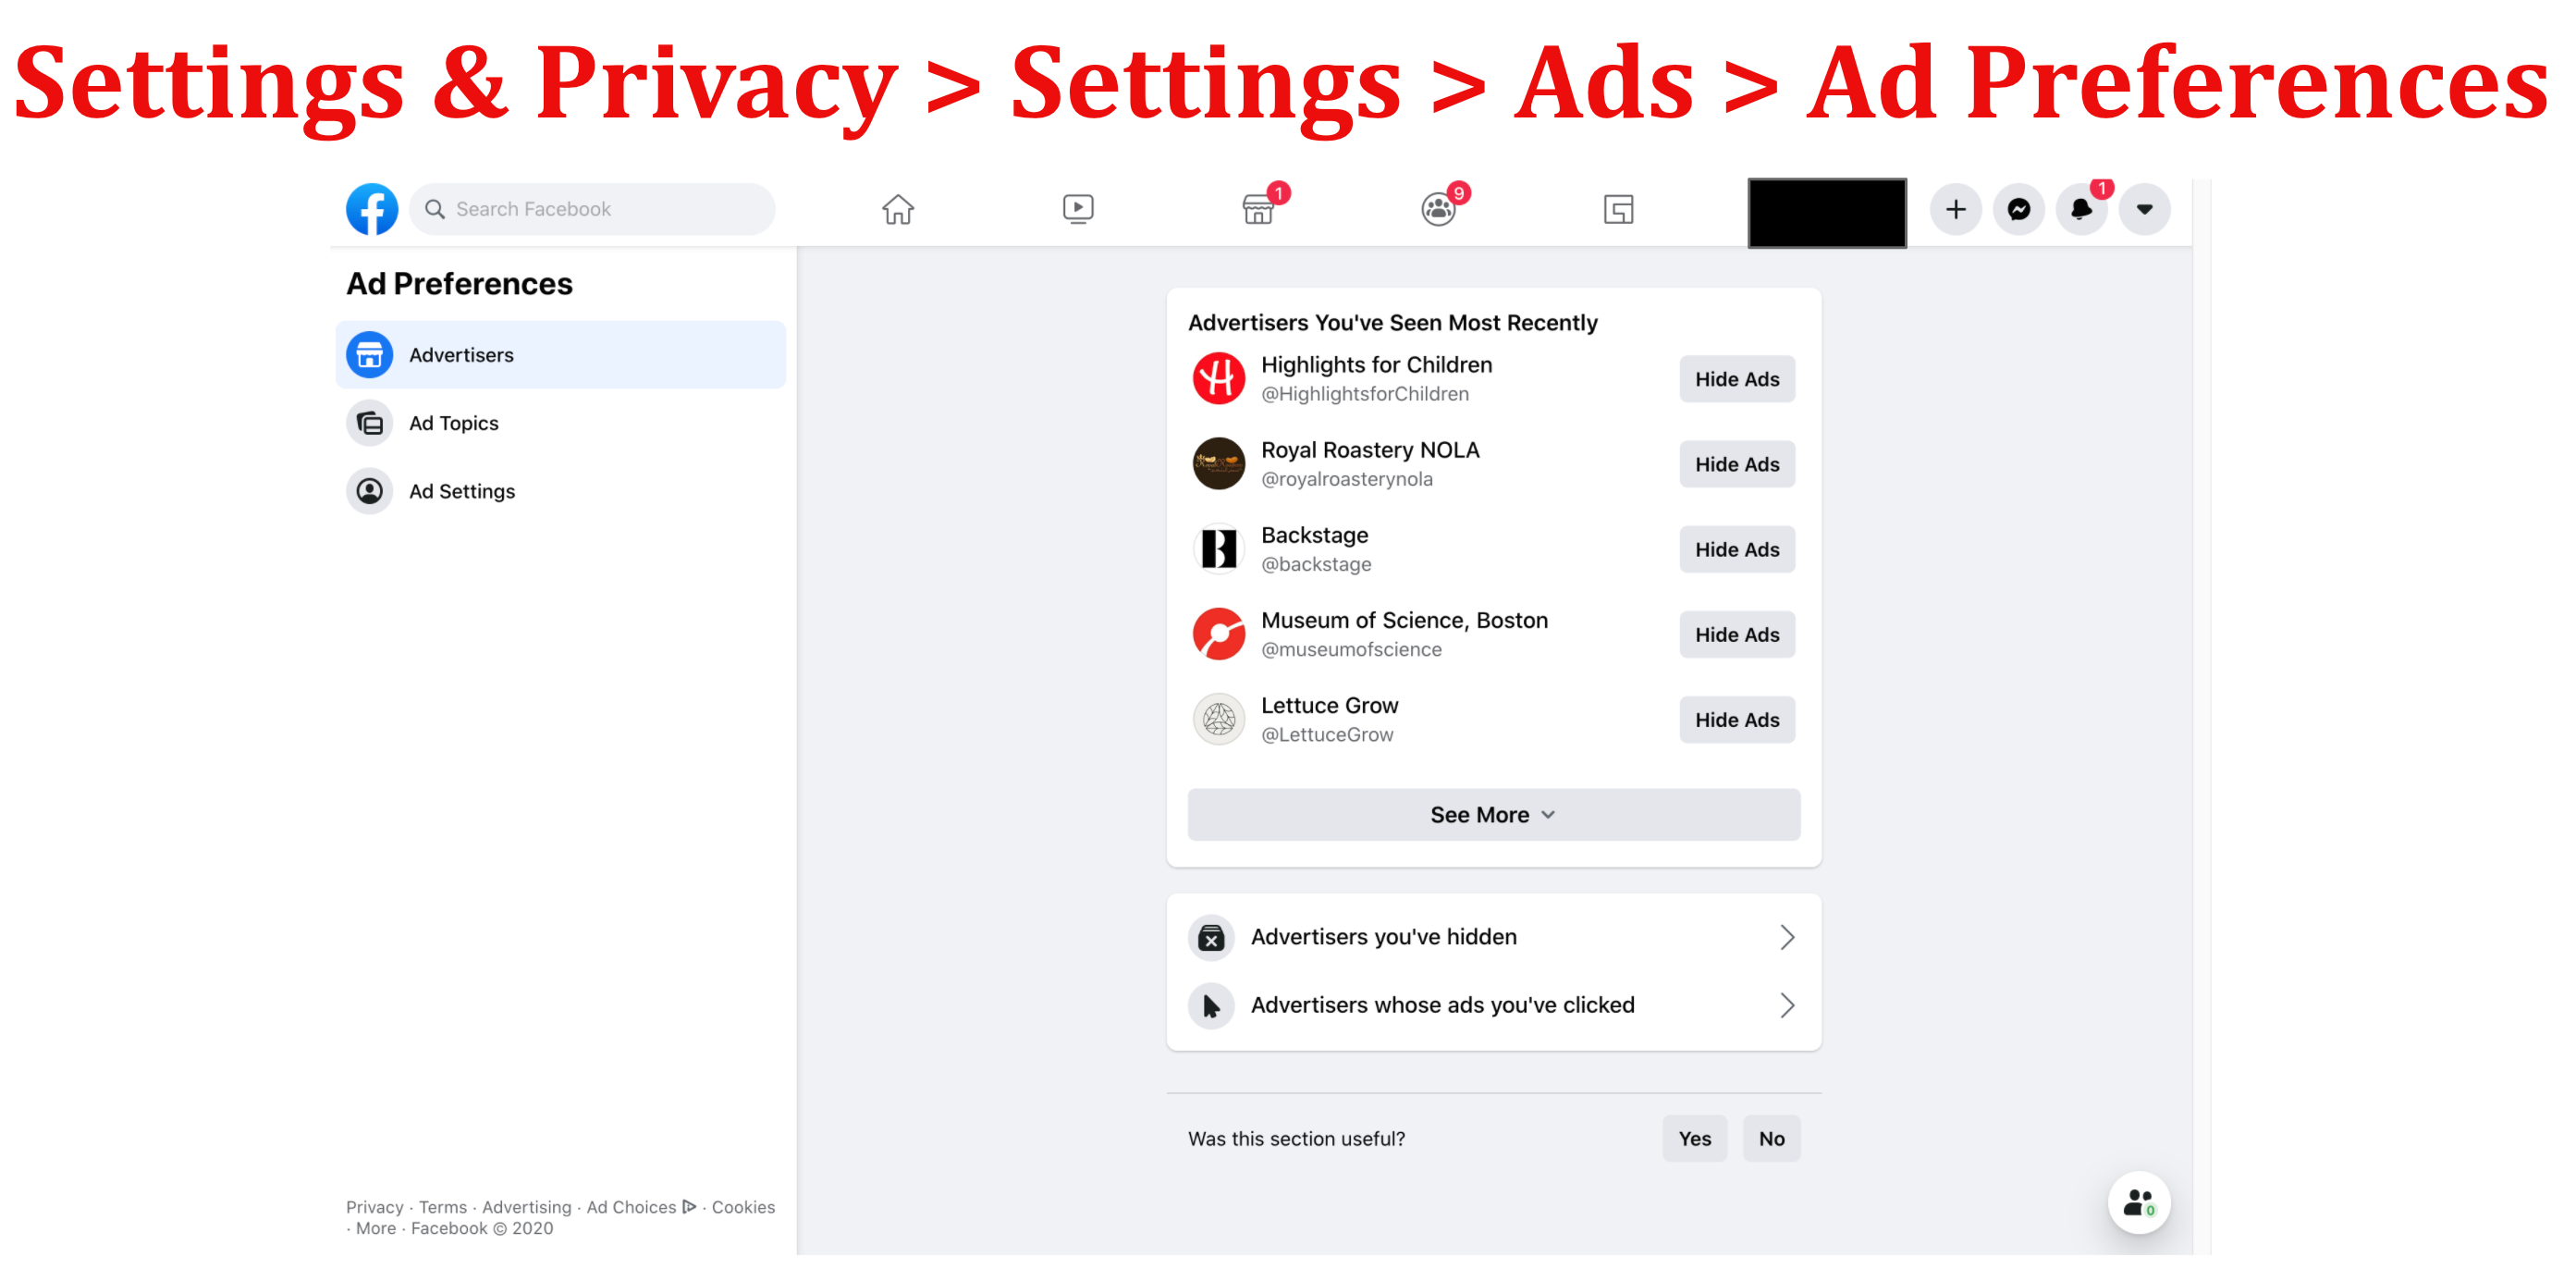 Settings & Privacy > Settings > Ads > Ad Preferences
Search Facebook
1
9
1
Ad Preferences
Advertisers
Ad Topics
Ad Settings
Advertisers You've Seen Most Recently
Highlights for Children
@HighlightsforChildren
Hide Ads
Royal Roastery NOLA
@royalroasterynola
Hide Ads
Backstage
@backstage
Hide Ads
Museum of Science, Boston
@museumofscience
Hide Ads
Lettuce Grow
@LettuceGrow
Hide Ads
See More
Advertisers you've hidden
Advertisers whose ads you've clicked
Was this section useful?
Yes
No
Privacy · Terms · Advertising · Ad Choices · Cookies
· More · Facebook © 2020
0